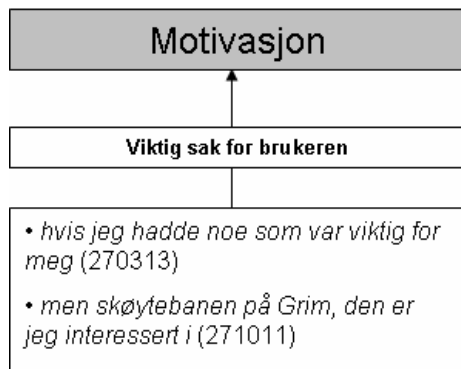 Motivasjon
Viktig sak for brukeren
• hvis jeg hadde noe som var viktig for
meg (270313)
• men skøytebanen på Grim, den er
jeg interessert i (271011)